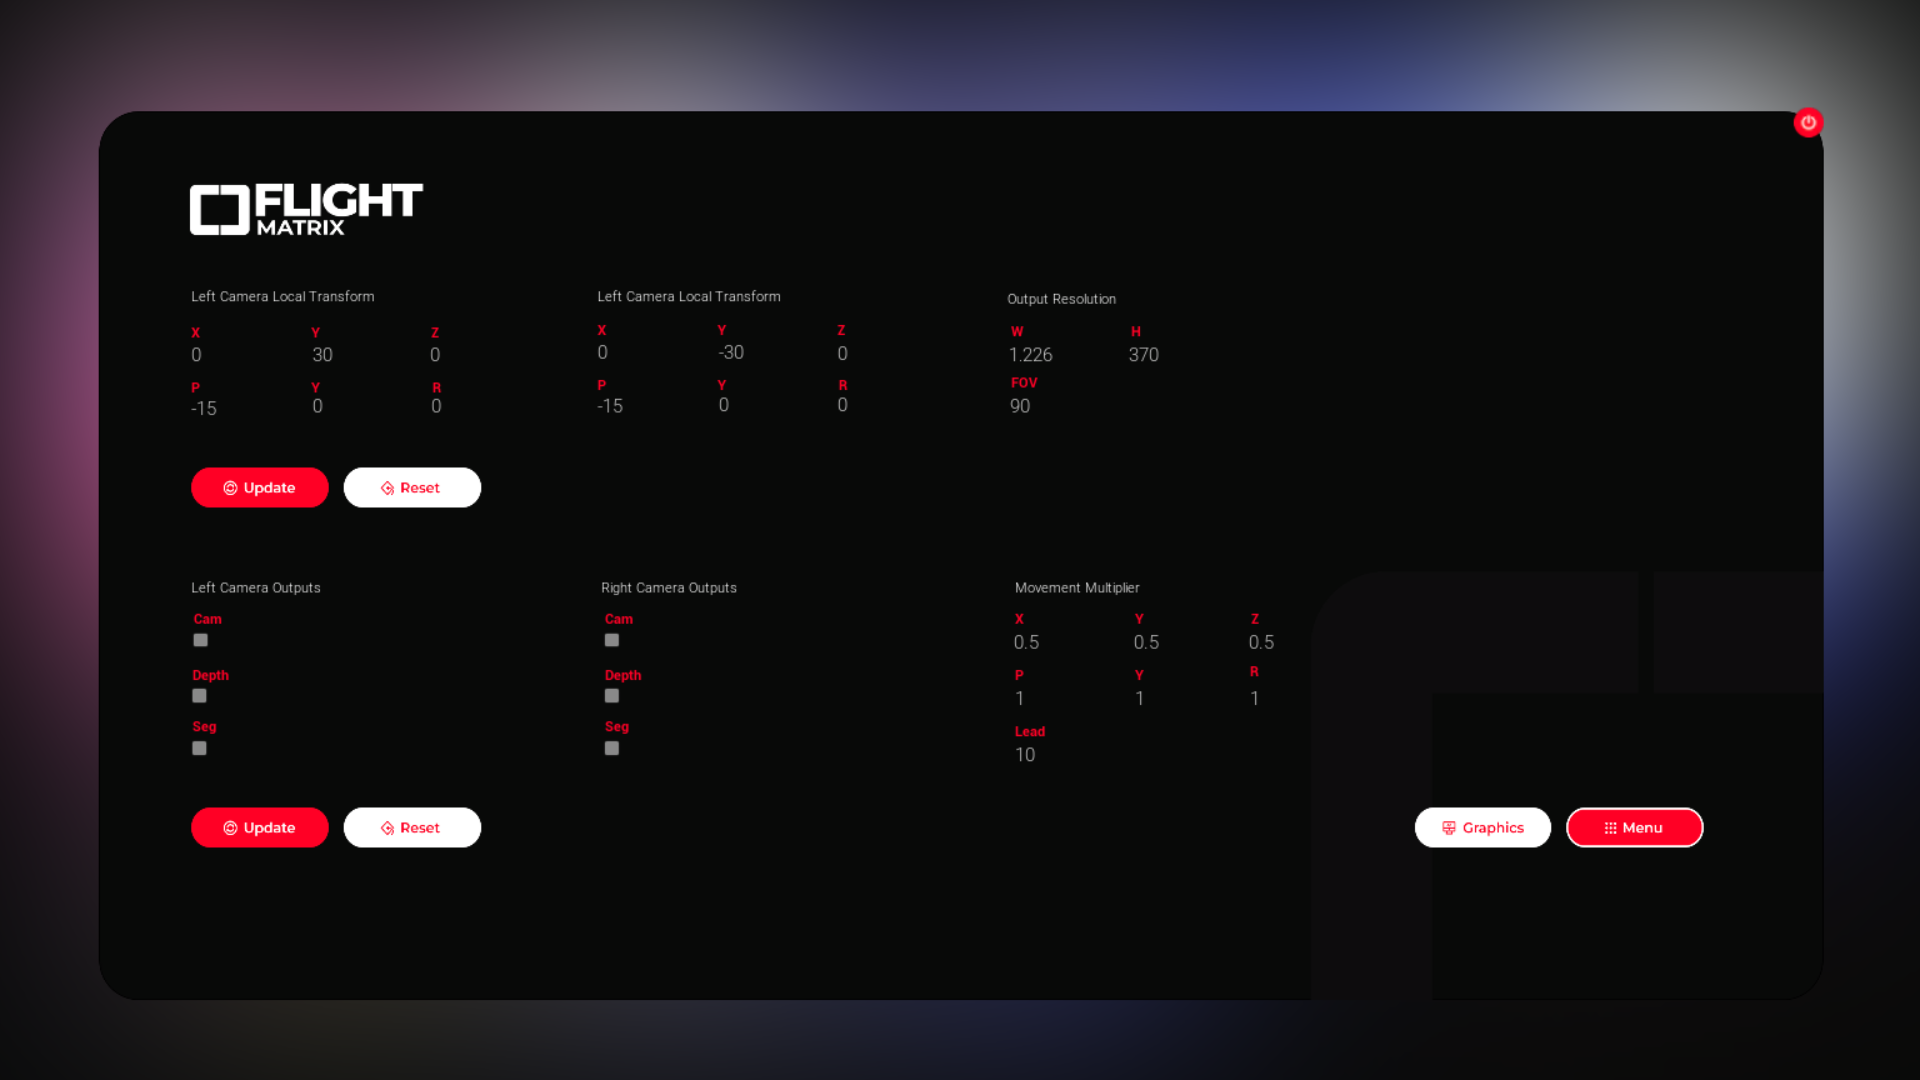 FLIGHT
MATRIX
Left Camera Local Transform
X Y Z
0 30 0
P Y R
-15 0 0
Left Camera Local Transform
X Y Z
0 -30 0
P Y R
-15 0 0
Output Resolution
W H
1.226 370
FOV
90
Update Reset
Left Camera Outputs
Cam
Depth
Seg
Right Camera Outputs
Cam
Depth
Seg
Movement Multiplier
X Y Z
0.5 0.5 0.5
P Y R
1 1 1
Lead
10
Update Reset
Graphics Menu